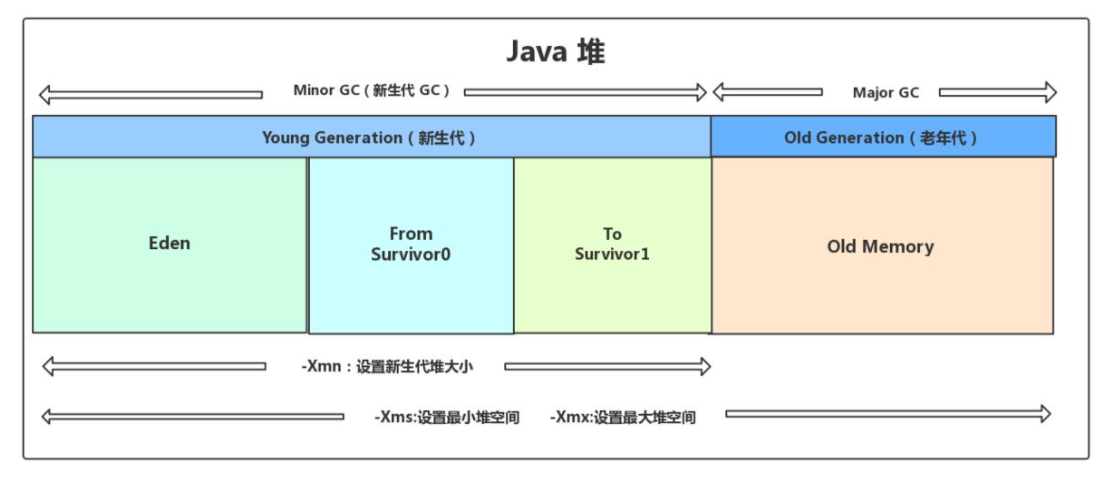 Java 堆
Minor GC（新生代 GC）
Major GC
Young Generation（新生代）
Old Generation（老年代）
Eden
From
Survivor0
To
Survivor1
Old Memory
-Xmn：设置新生代堆大小
-Xms:设置最小堆空间
-Xmx:设置最大堆空间